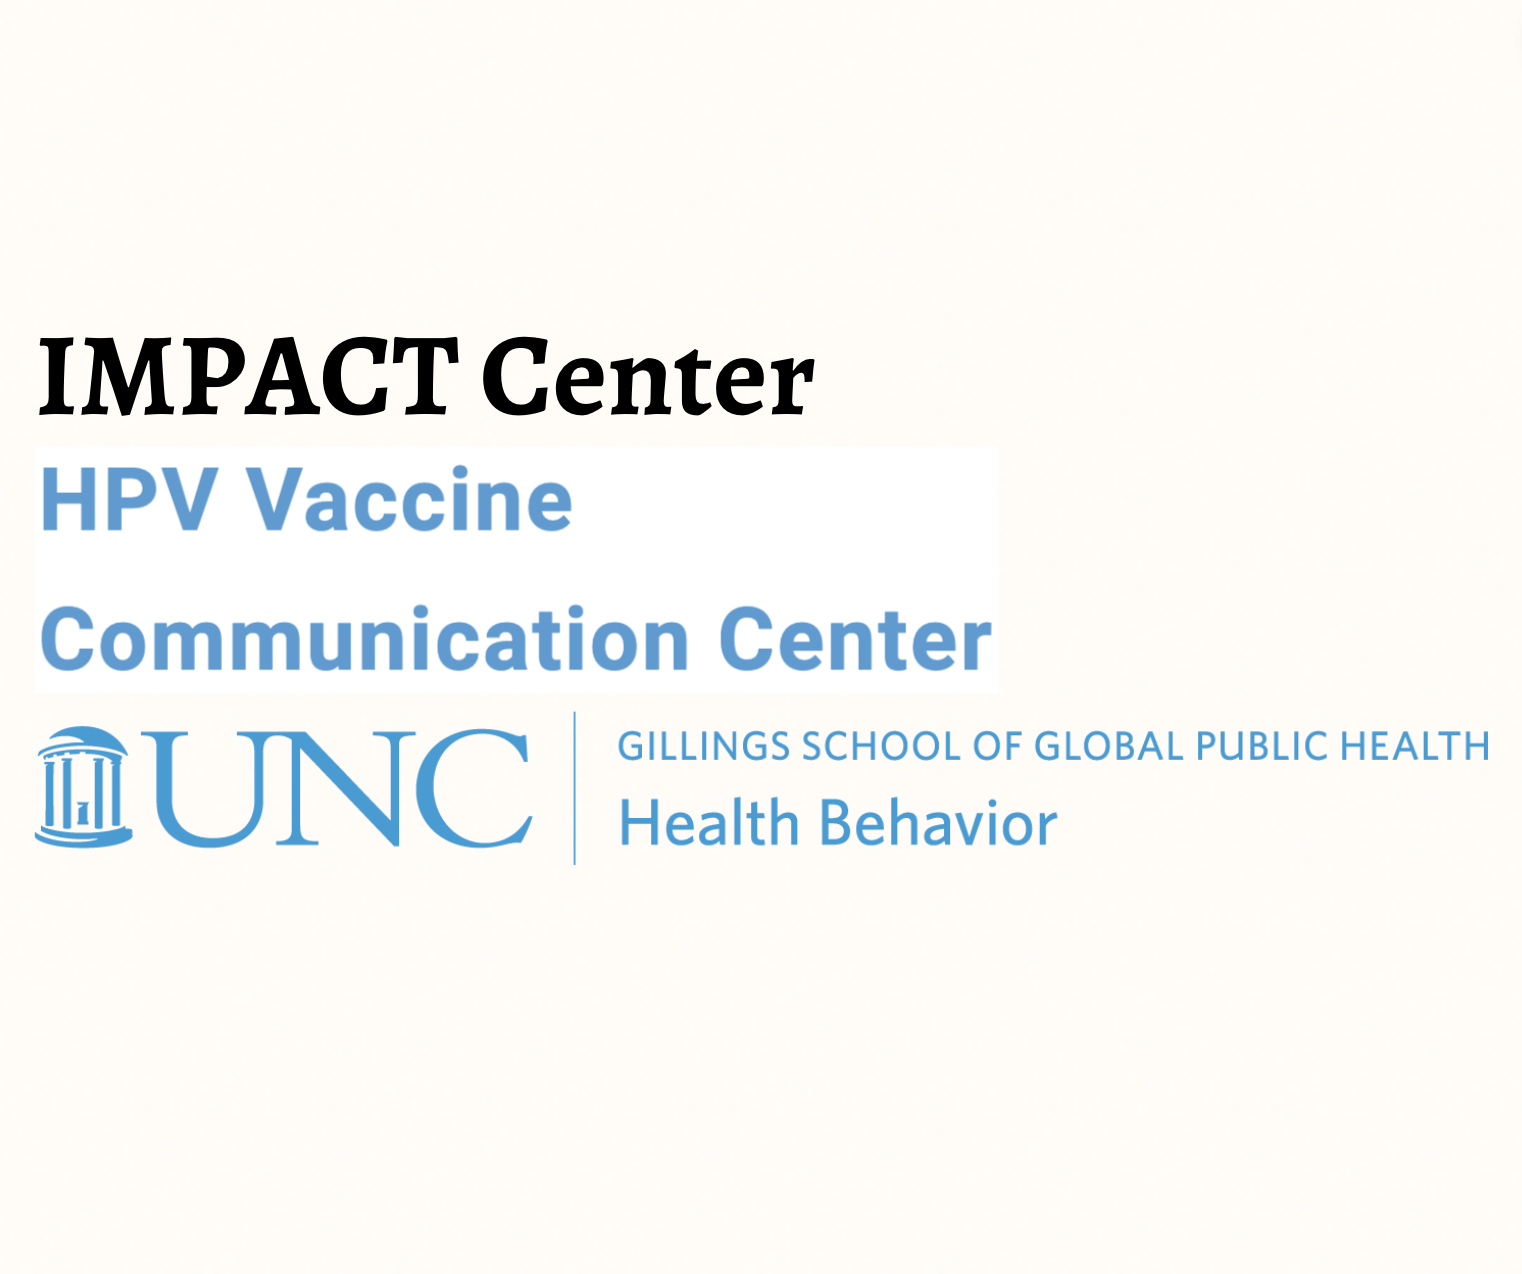 IMPACT Center
HPV Vaccine
Communication Center
UNC
GILLINGS SCHOOL OF GLOBAL PUBLIC HEALTH
Health Behavior